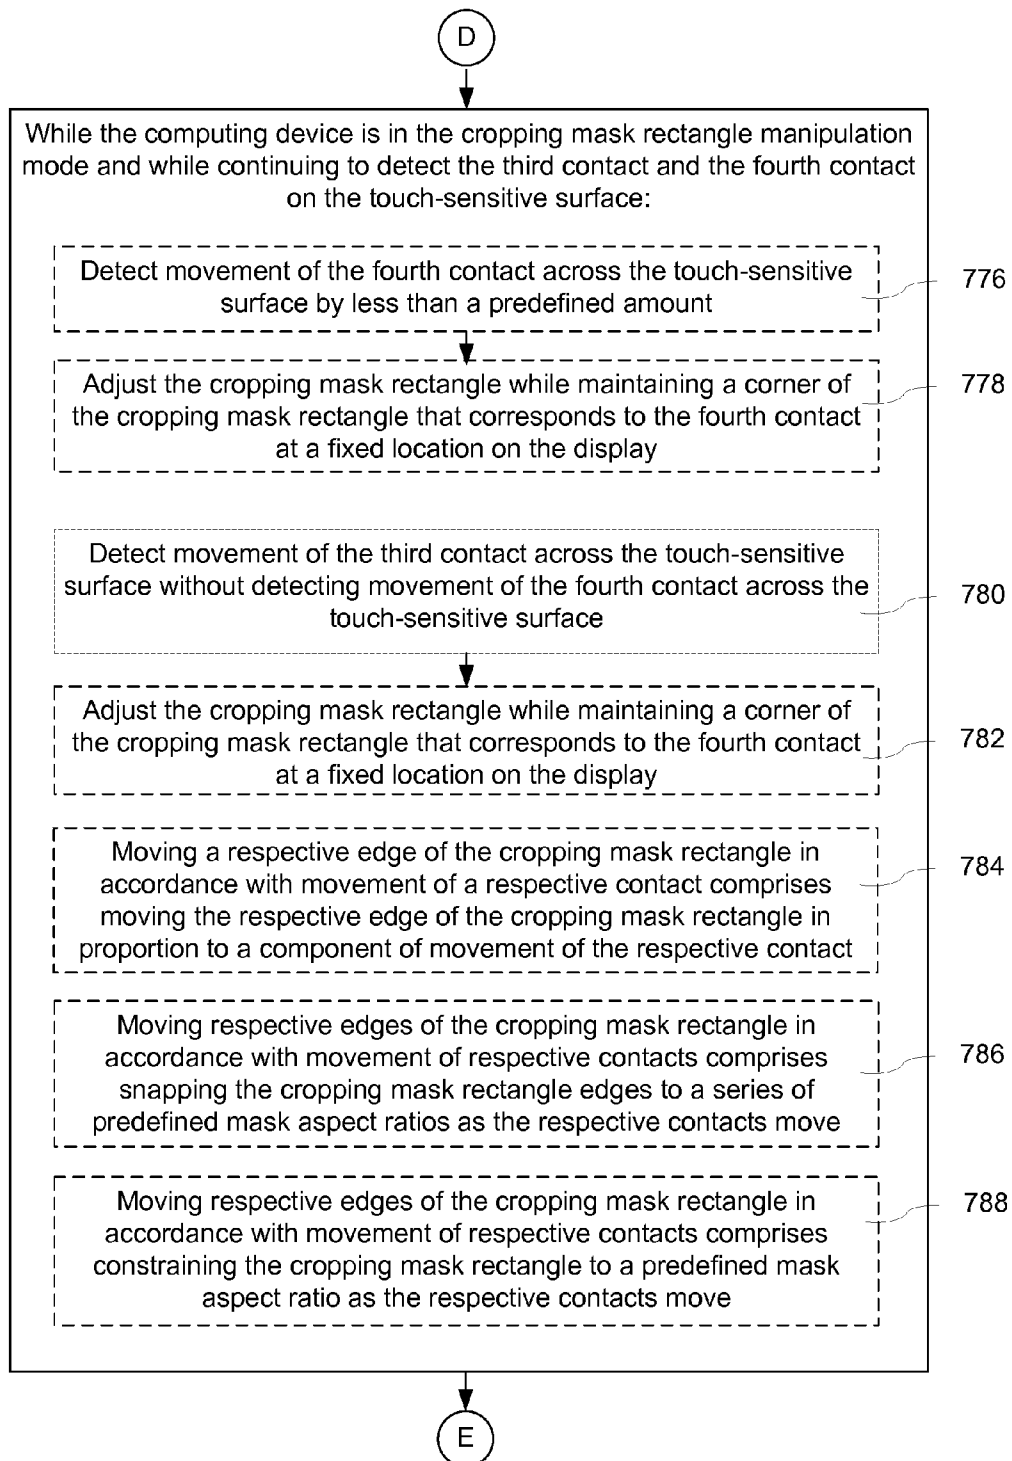 D
While the computing device is in the cropping mask rectangle manipulation
mode and while continuing to detect the third contact and the fourth contact
on the touch-sensitive surface:
Detect movement of the fourth contact across the touch-sensitive
surface by less than a predefined amount
776
Adjust the cropping mask rectangle while maintaining a corner of
the cropping mask rectangle that corresponds to the fourth contact
at a fixed location on the display
778
Detect movement of the third contact across the touch-sensitive
surface without detecting movement of the fourth contact across the
touch-sensitive surface
780
Adjust the cropping mask rectangle while maintaining a corner of
the cropping mask rectangle that corresponds to the fourth contact
at a fixed location on the display
782
Moving a respective edge of the cropping mask rectangle in
accordance with movement of a respective contact comprises
moving the respective edge of the cropping mask rectangle in
proportion to a component of movement of the respective contact
784
Moving respective edges of the cropping mask rectangle in
accordance with movement of respective contacts comprises
snapping the cropping mask rectangle edges to a series of
predefined mask aspect ratios as the respective contacts move
786
Moving respective edges of the cropping mask rectangle in
accordance with movement of respective contacts comprises
constraining the cropping mask rectangle to a predefined mask
aspect ratio as the respective contacts move
788
E